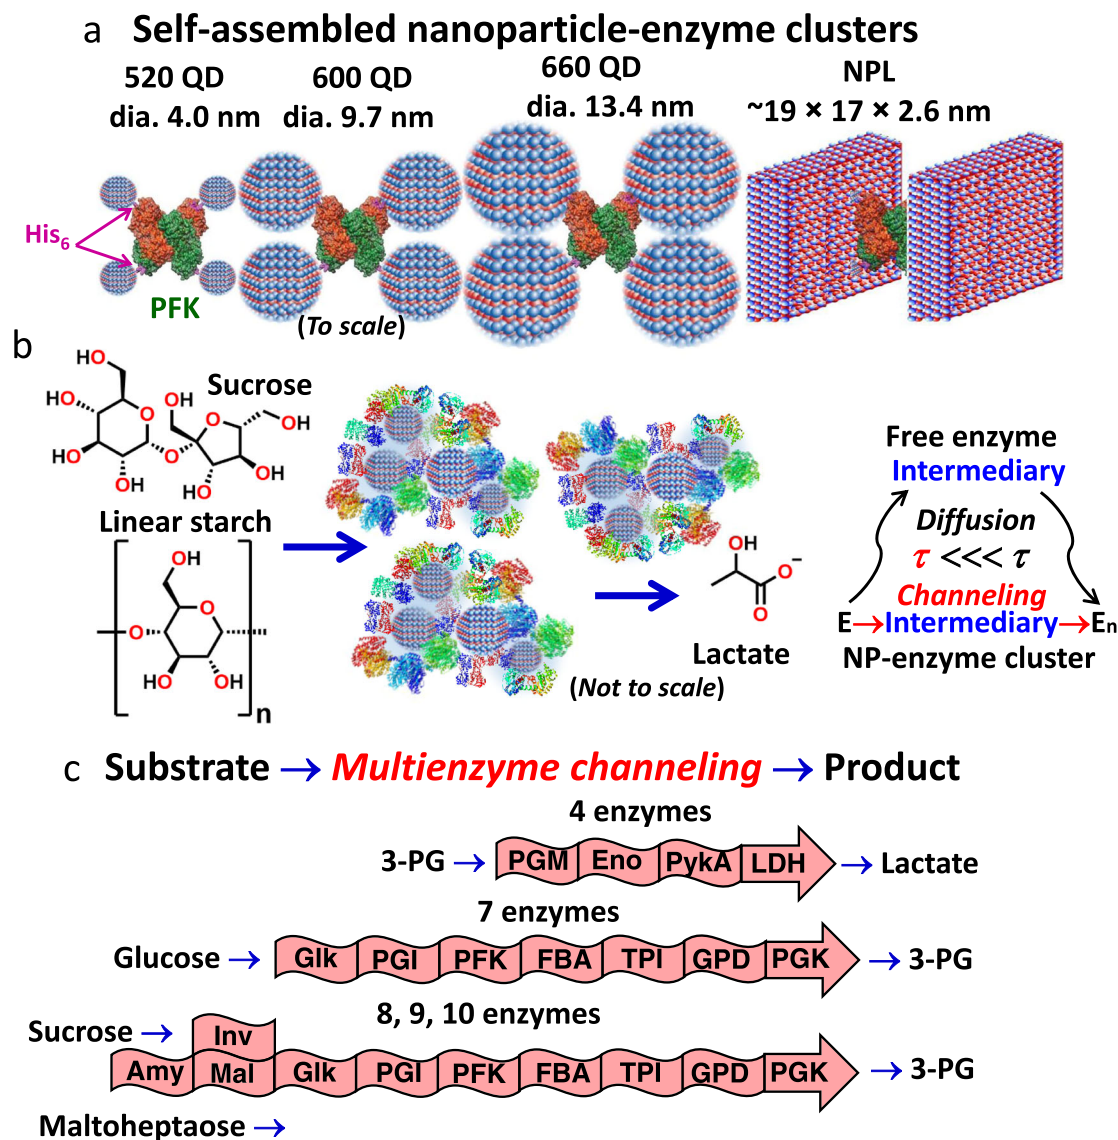 a Self-assembled nanoparticle-enzyme clusters
520 QD
dia. 4.0 nm
600 QD
dia. 9.7 nm
660 QD
dia. 13.4 nm
NPL
~19 × 17 × 2.6 nm
His₆
PFK
(To scale)
b
Sucrose
HO
O
OH
OH
HO
O
OH
HO
O
OH
HO
OH
Linear starch
HO
O
O
HO
OH
n
OH
O⁻
O
Lactate
(Not to scale)
Free enzyme
Intermediary
Diffusion
τ <<< τ
Channeling
E→Intermediary→Eₙ
NP-enzyme cluster
c Substrate → Multienzyme channeling → Product
4 enzymes
3-PG → PGM Eno PykA LDH → Lactate
7 enzymes
Glucose → Glk PGI PFK FBA TPI GPD PGK → 3-PG
8, 9, 10 enzymes
Sucrose → Inv
Amy Mal Glk PGI PFK FBA TPI GPD PGK → 3-PG
Maltoheptaose →